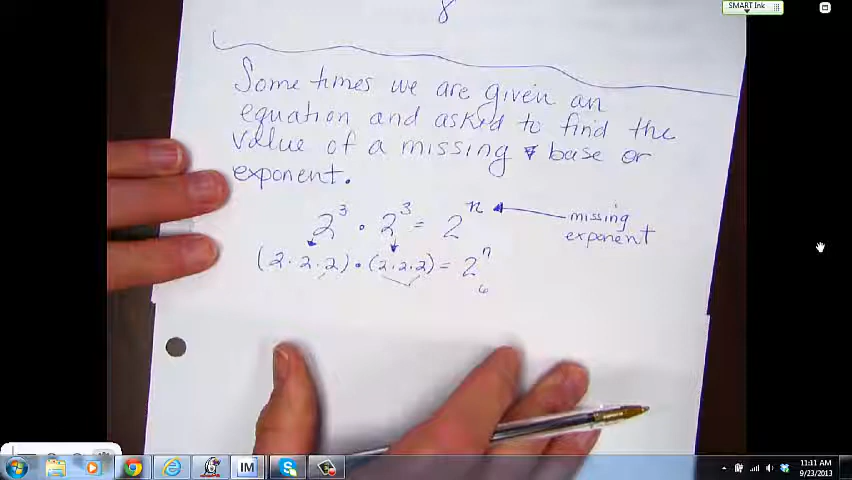 8
SMART Ink
Some times we are given an
equation and asked to find the
value of a missing base or
exponent.
2³ · 2³ = 2ⁿ
missing
exponent
(2·2·2)·(2·2·2) = 2ⁿ
6
IM
11:11 AM
9/23/2013